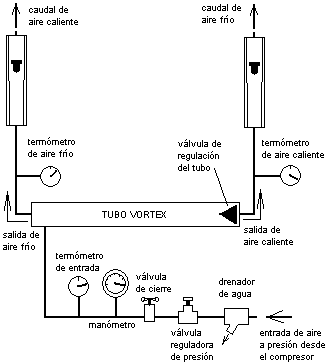 caudal de
aire caliente
caudal de
aire frío
termómetro
de aire frío
válvula de
regulación
del tubo
termómetro
de aire caliente
TUBO VORTEX
salida de
aire frío
salida de
aire caliente
termómetro
de entrada
válvula
de cierre
drenador
de agua
manómetro
válvula
reguladora
de presión
entrada de aire
a presión desde
el compresor